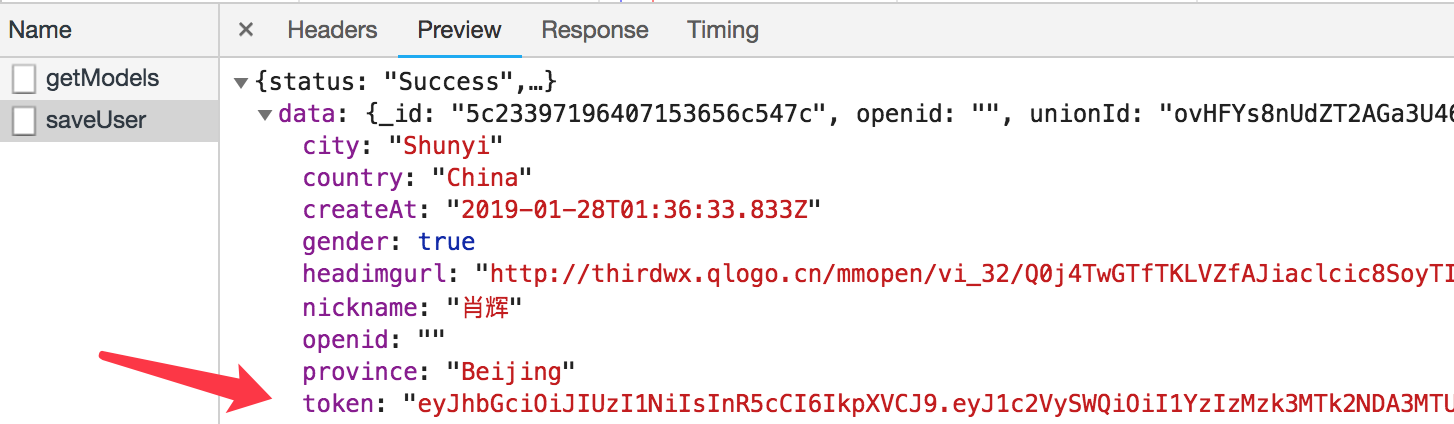 Name
× Headers Preview Response Timing
getModels
saveUser
▼{status: "Success",…}
▼data: {_id: "5c23397196407153656c547c", openid: "", unionId: "ovHFYs8nUdZT2AGa3U46
city: "Shunyi"
country: "China"
createAt: "2019-01-28T01:36:33.833Z"
gender: true
headimgurl: "http://thirdwx.qlogo.cn/mmopen/vi_32/Q0j4TwGTfTKLVZfAJiaclcic8SoyTI
nickname: "肖辉"
openid: ""
province: "Beijing"
token: "eyJhbGciOiJIUzI1NiIsInR5cCI6IkpXVCJ9.eyJ1c2VySWQiOiI1YzIzMzk3MTk2NDA3MTU